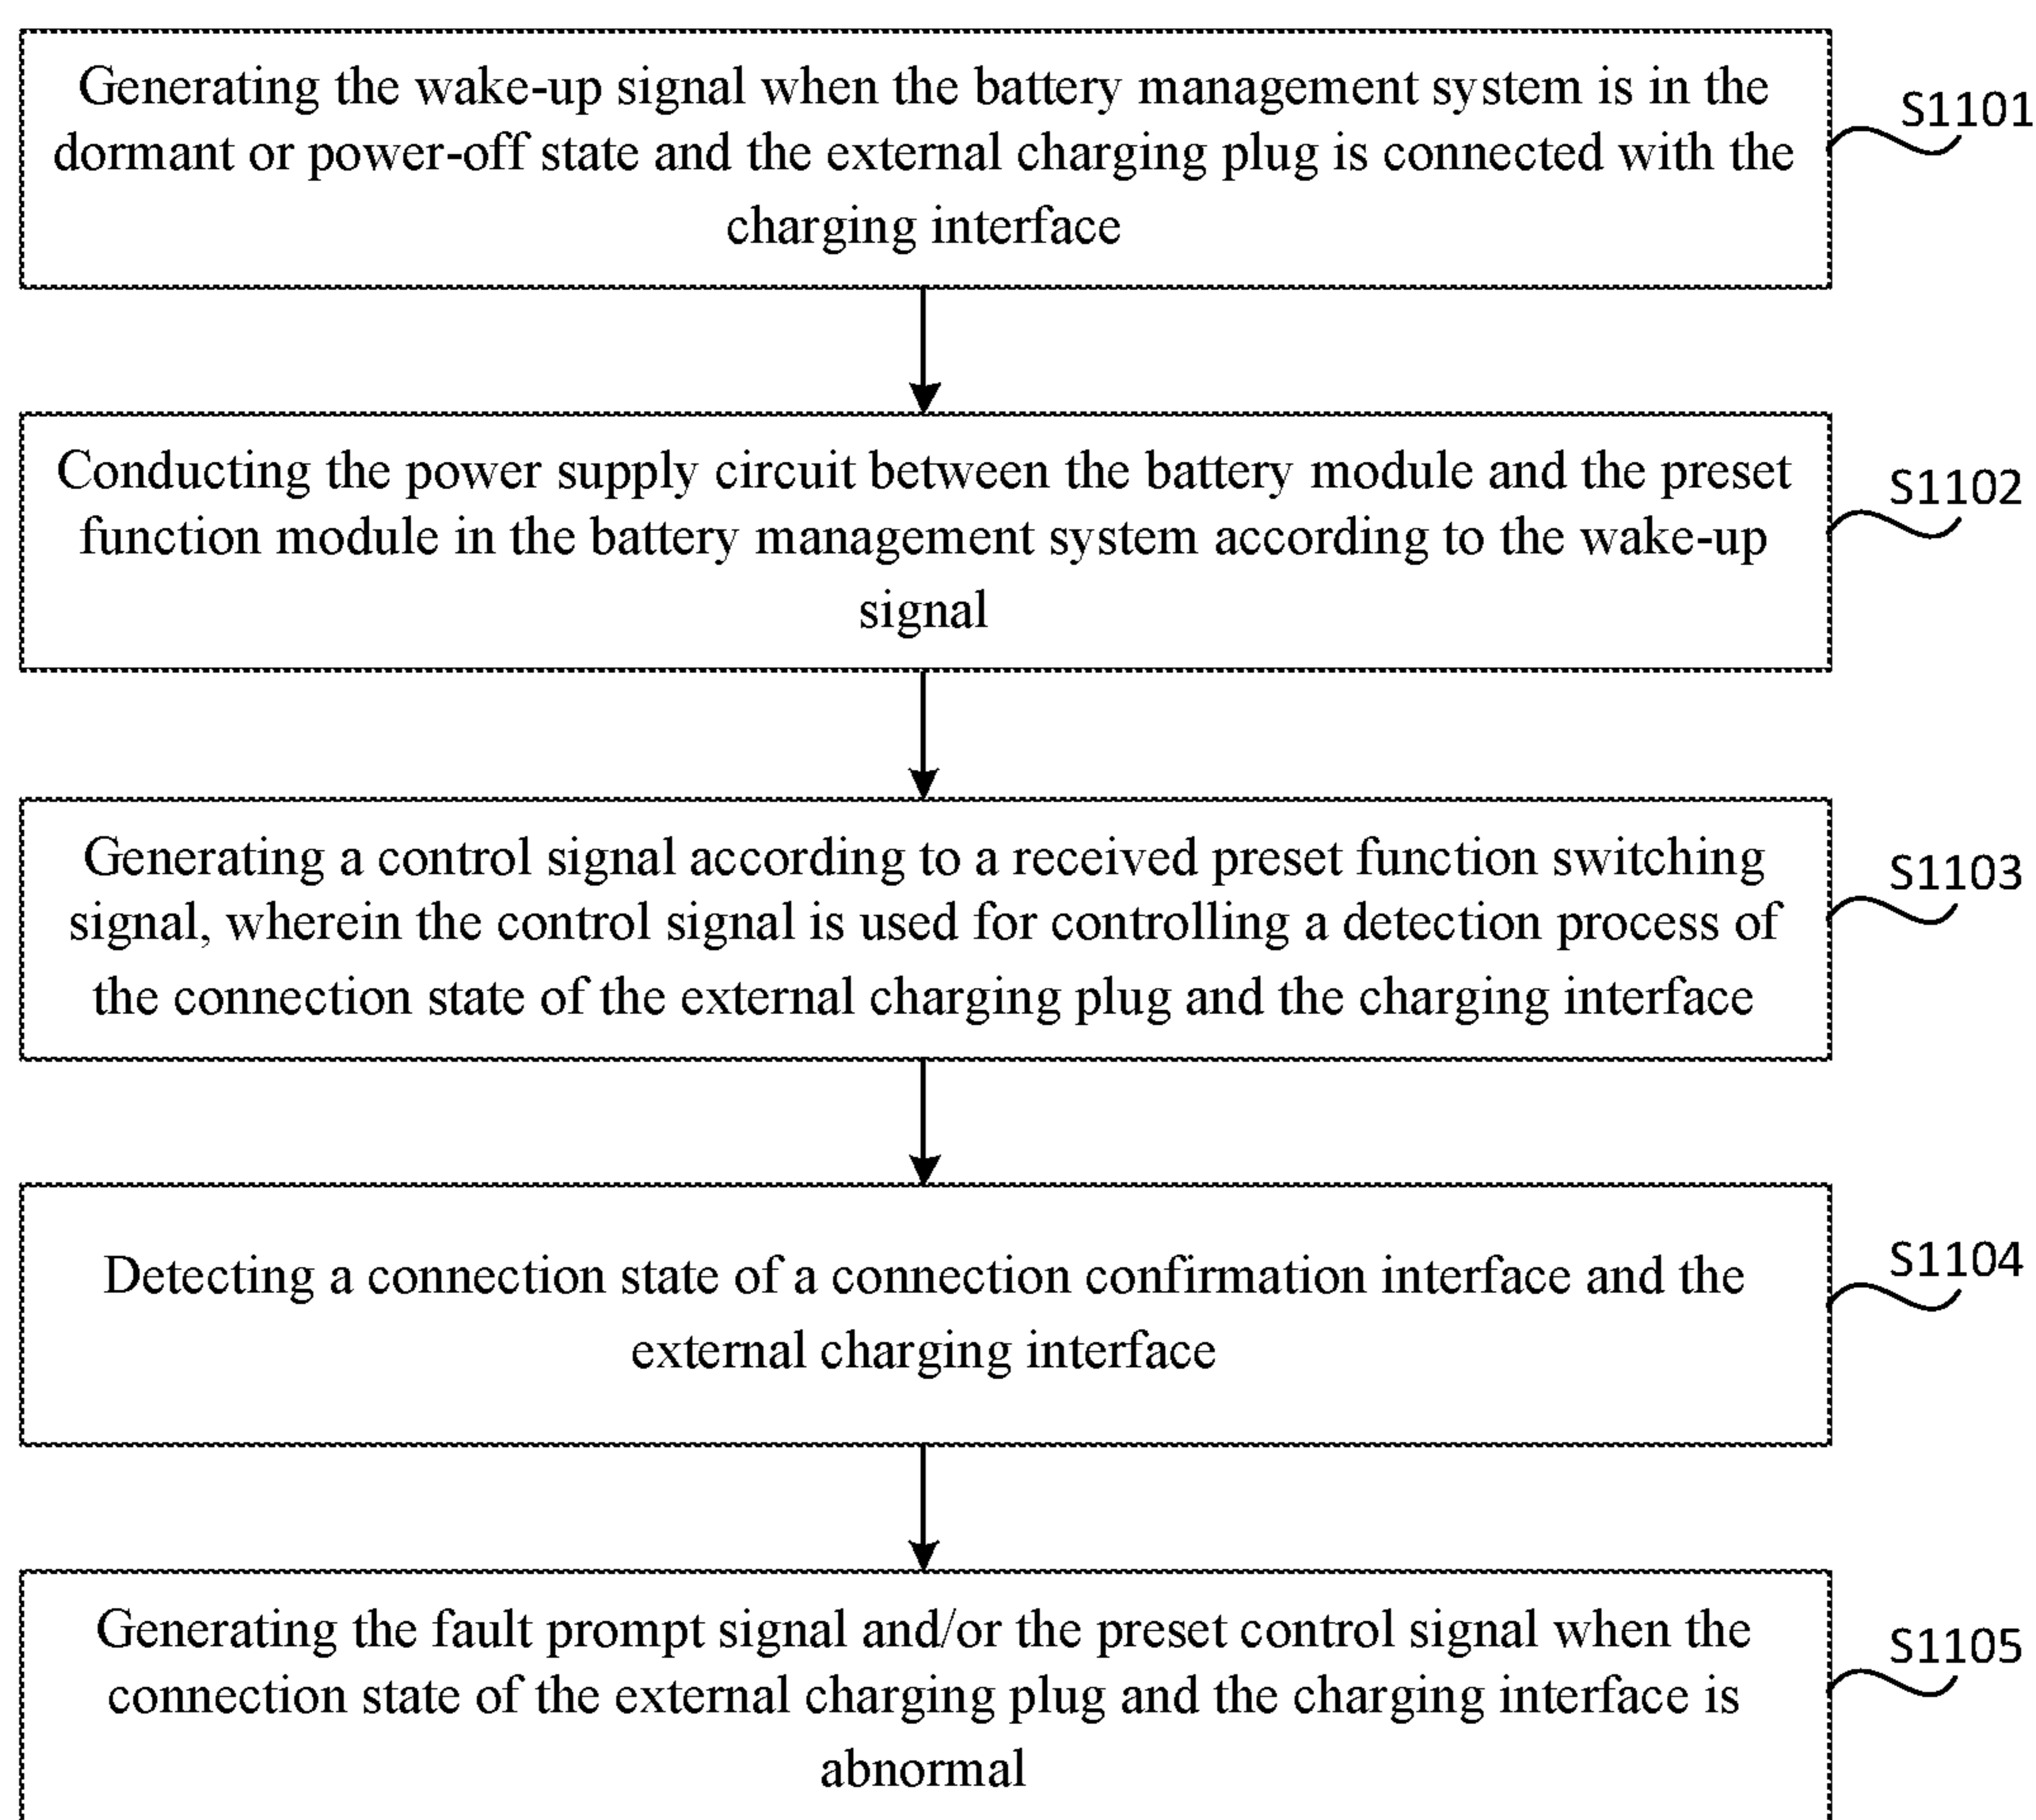 Generating the wake-up signal when the battery management system is in the
dormant or power-off state and the external charging plug is connected with the
charging interface
S1101
Conducting the power supply circuit between the battery module and the preset
function module in the battery management system according to the wake-up
signal
S1102
Generating a control signal according to a received preset function switching
signal, wherein the control signal is used for controlling a detection process of
the connection state of the external charging plug and the charging interface
S1103
Detecting a connection state of a connection confirmation interface and the
external charging interface
S1104
Generating the fault prompt signal and/or the preset control signal when the
connection state of the external charging plug and the charging interface is
abnormal
S1105